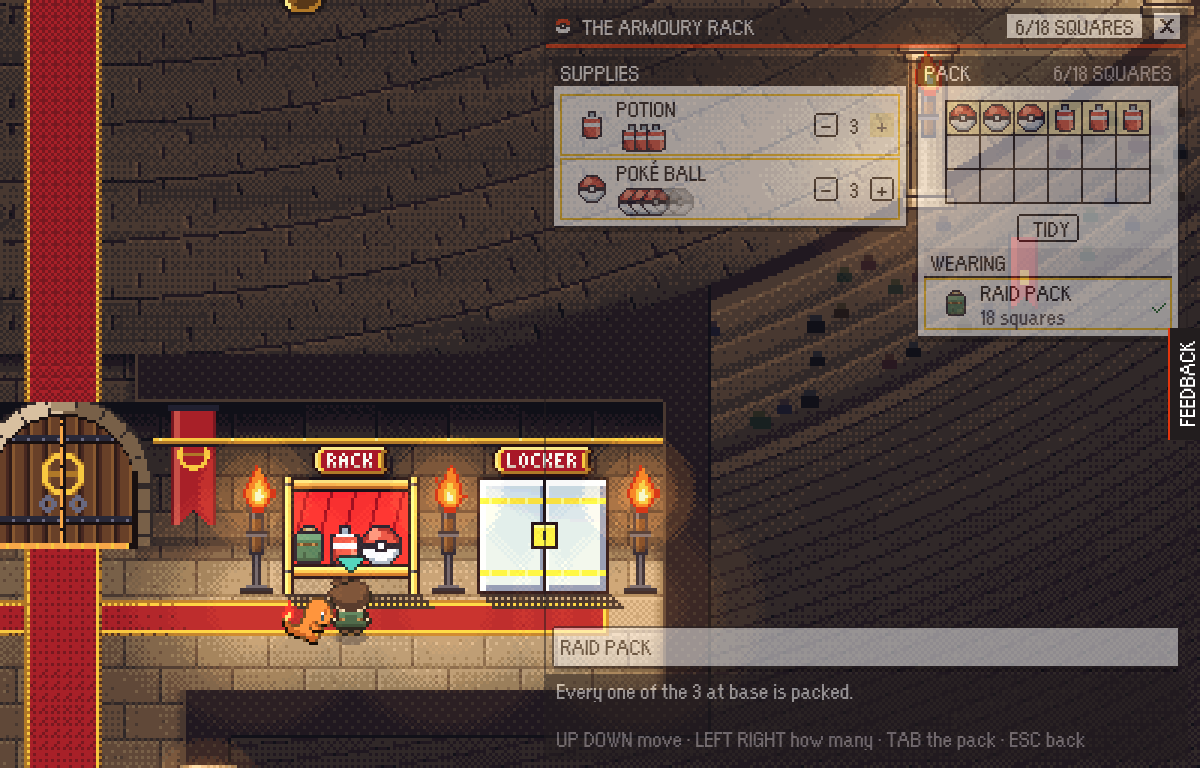 THE ARMOURY RACK
6/18 SQUARES
X
SUPPLIES
POTION
− 3 +
POKÉ BALL
− 3 +
PACK
6/18 SQUARES
TIDY
WEARING
RAID PACK
18 squares
FEEDBACK
RACK
LOCKER
RAID PACK
Every one of the 3 at base is packed.
UP DOWN move · LEFT RIGHT how many · TAB the pack · ESC back